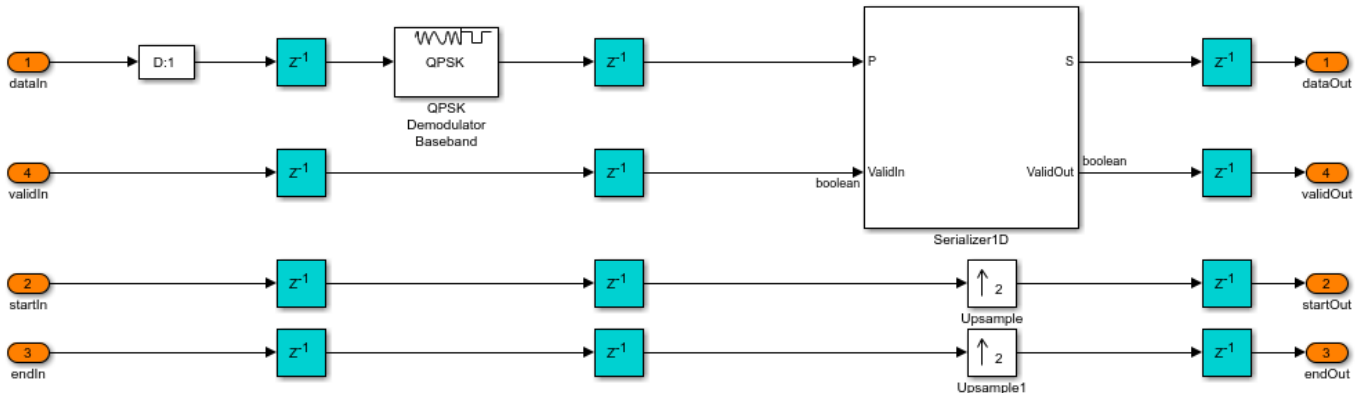 1
dataIn
D:1
Z-1
QPSK
QPSK
Demodulator
Baseband
Z-1
P
S
Z-1
1
dataOut
4
validIn
Z-1
Z-1
boolean
ValidIn
ValidOut
boolean
Z-1
4
validOut
Serializer1D
2
startIn
Z-1
Z-1
2
Upsample
Z-1
2
startOut
3
endIn
Z-1
Z-1
2
Upsample1
Z-1
3
endOut